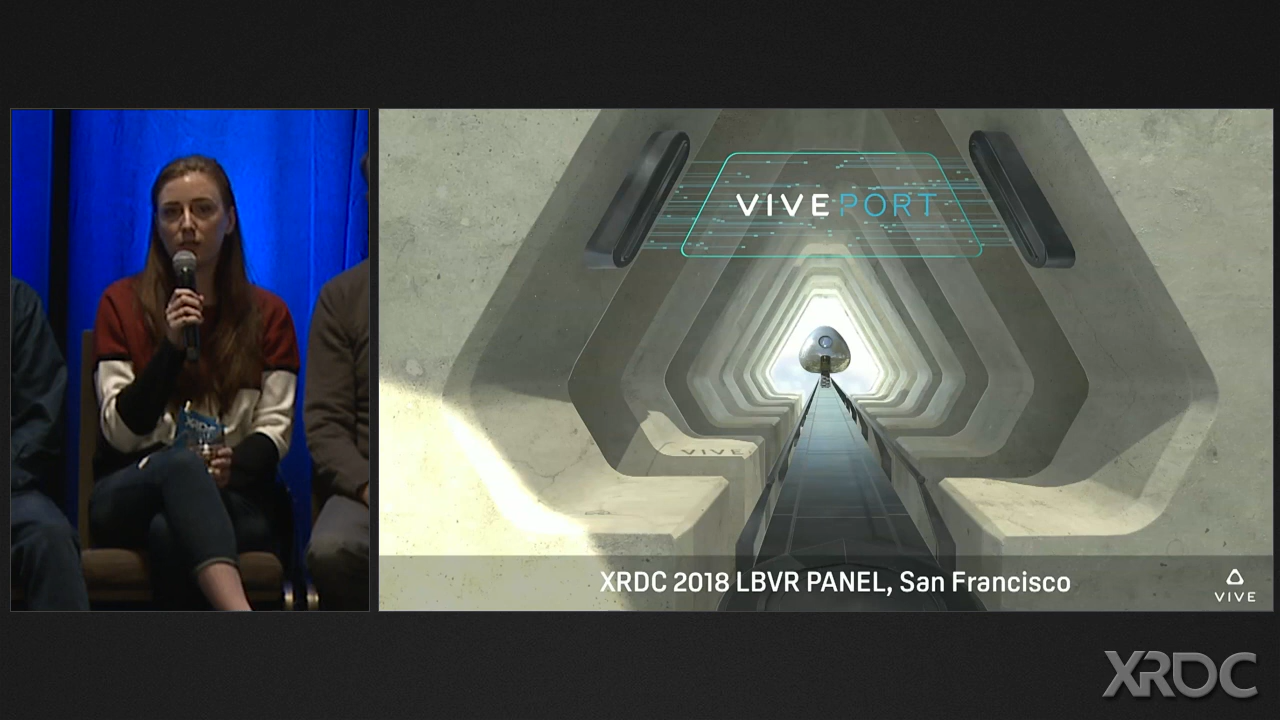 VIVEPORT
VIVE
XRDC 2018 LBVR PANEL, San Francisco
VIVE
XRDC